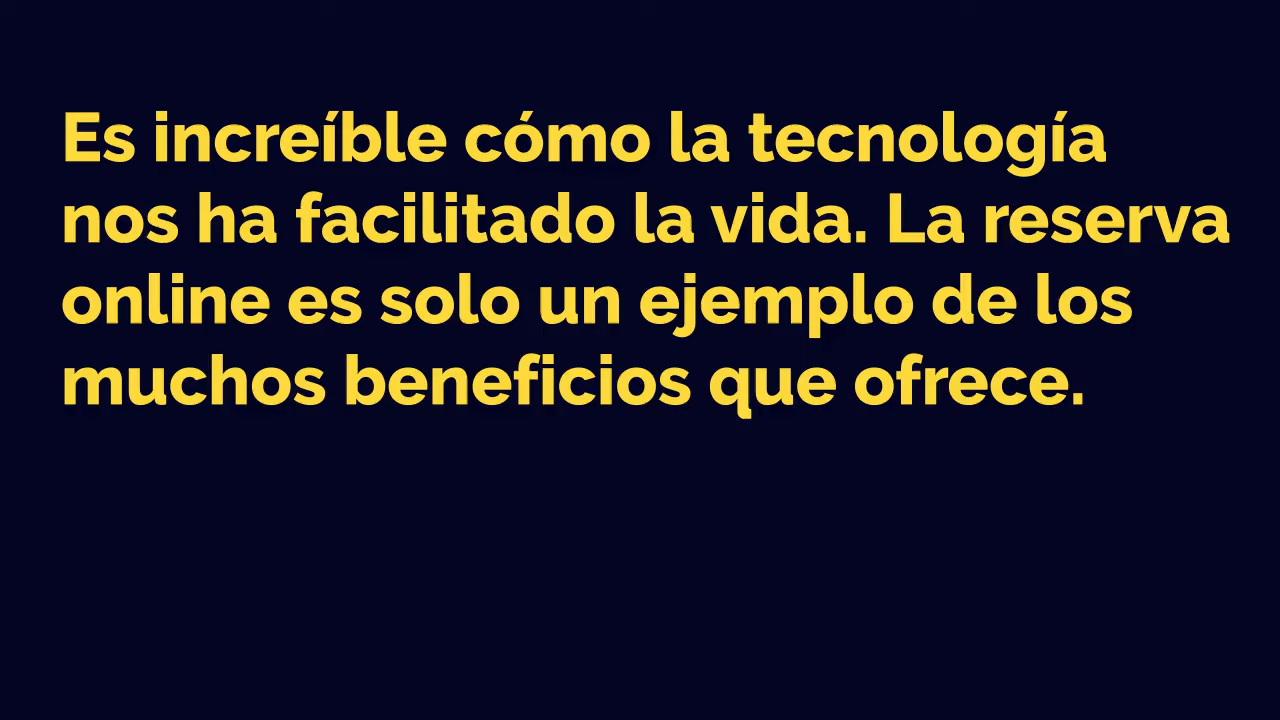 Es increíble cómo la tecnología
nos ha facilitado la vida. La reserva
online es solo un ejemplo de los
muchos beneficios que ofrece.